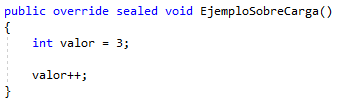 public override sealed void EjemploSobreCarga()
{
    int valor = 3;
    valor++;
}